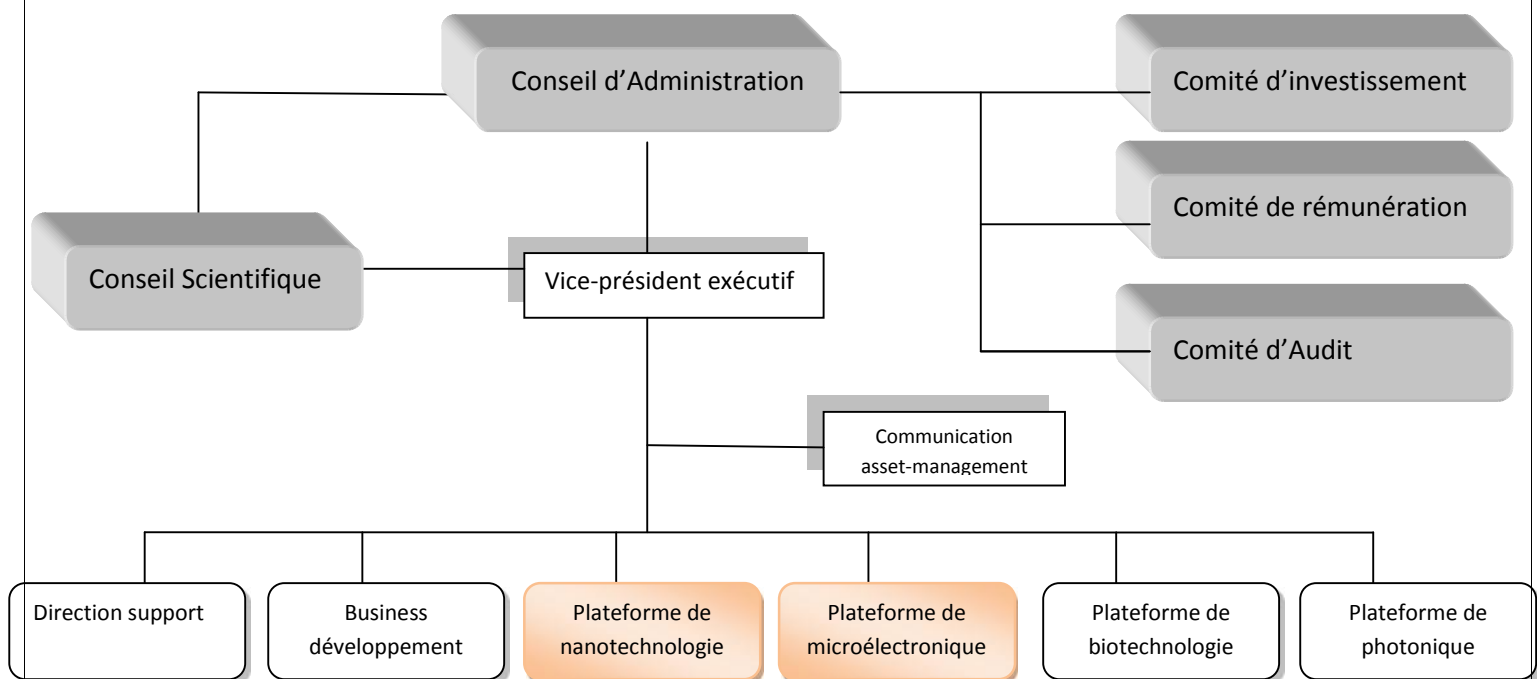 Conseil d’Administration
Comité d’investissement
Comité de rémunération
Conseil Scientifique
Vice-président exécutif
Comité d’Audit
Communication
asset-management
Direction support
Business
développement
Plateforme de
nanotechnologie
Plateforme de
microélectronique
Plateforme de
biotechnologie
Plateforme de
photonique